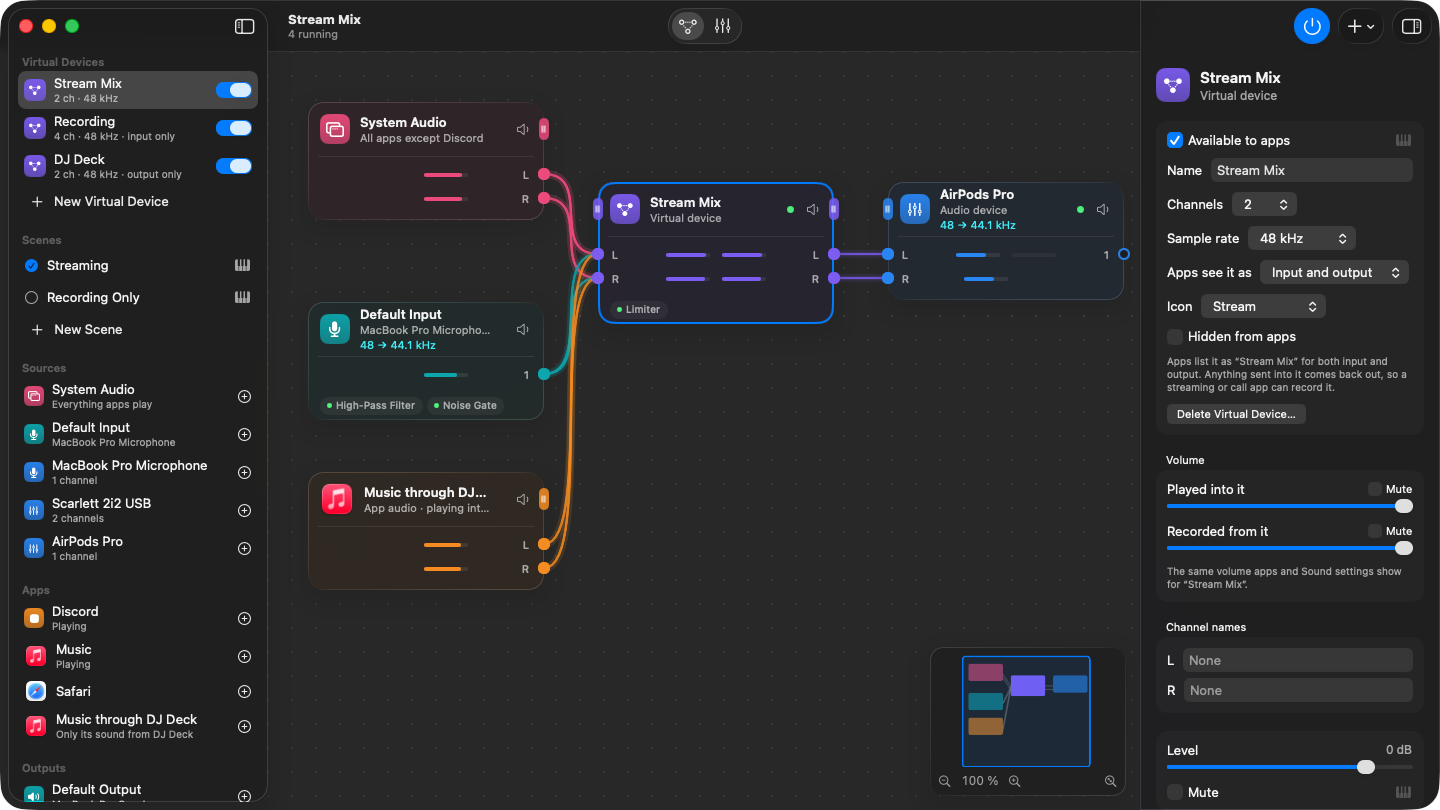 Virtual Devices
Stream Mix
2 ch · 48 kHz
Recording
4 ch · 48 kHz · input only
DJ Deck
2 ch · 48 kHz · output only
New Virtual Device
Scenes
Streaming
Recording Only
New Scene
Sources
System Audio
Everything apps play
Default Input
MacBook Pro Microphone
MacBook Pro Microphone
1 channel
Scarlett 2i2 USB
2 channels
AirPods Pro
1 channel
Apps
Discord
Playing
Music
Playing
Safari
Music through DJ Deck
Only its sound from DJ Deck
Outputs
Default Output
Stream Mix
4 running
System Audio
All apps except Discord
L
R
Default Input
MacBook Pro Micropho...
48 → 44.1 kHz
1
High-Pass Filter
Noise Gate
Music through DJ...
App audio · playing int...
L
R
Stream Mix
Virtual device
L
L
R
R
Limiter
AirPods Pro
Audio device
48 → 44.1 kHz
L
1
R
100 %
Stream Mix
Virtual device
Available to apps
Name
Stream Mix
Channels
2
Sample rate
48 kHz
Apps see it as
Input and output
Icon
Stream
Hidden from apps
Apps list it as “Stream Mix” for both input and
output. Anything sent into it comes back out, so a
streaming or call app can record it.
Delete Virtual Device...
Volume
Played into it
Mute
Recorded from it
Mute
The same volume apps and Sound settings show
for “Stream Mix”.
Channel names
L
None
R
None
Level
0 dB
Mute